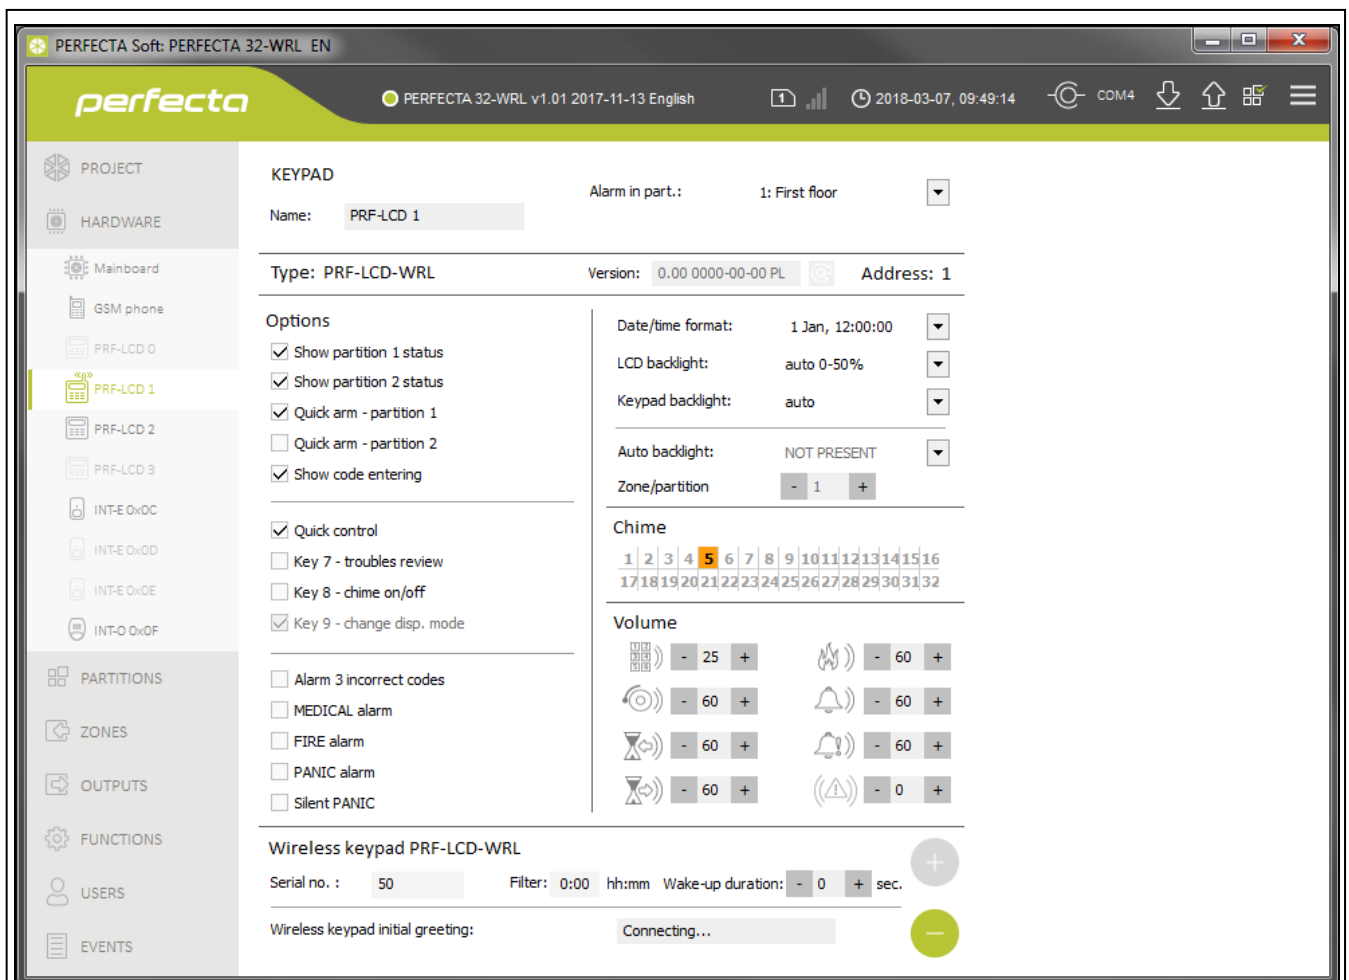 PERFECTA Soft: PERFECTA 32-WRL EN
perfecta
PERFECTA 32-WRL v1.01 2017-11-13 English
1
2018-03-07, 09:49:14
COM4
PROJECT
HARDWARE
Mainboard
GSM phone
PRF-LCD 0
PRF-LCD 1
PRF-LCD 2
PRF-LCD 3
INT-E 0x0C
INT-E 0x0D
INT-E 0x0E
INT-O 0x0F
PARTITIONS
ZONES
OUTPUTS
FUNCTIONS
USERS
EVENTS
KEYPAD
Name: PRF-LCD 1
Alarm in part.: 1: First floor
Type: PRF-LCD-WRL
Version: 0.00 0000-00-00 PL
Address: 1
Options
Show partition 1 status
Show partition 2 status
Quick arm - partition 1
Quick arm - partition 2
Show code entering
Quick control
Key 7 - troubles review
Key 8 - chime on/off
Key 9 - change disp. mode
Alarm 3 incorrect codes
MEDICAL alarm
FIRE alarm
PANIC alarm
Silent PANIC
Date/time format: 1 Jan, 12:00:00
LCD backlight: auto 0-50%
Keypad backlight: auto
Auto backlight: NOT PRESENT
Zone/partition - 1 +
Chime
1 2 3 4 5 6 7 8 9 10 11 12 13 14 15 16
17 18 19 20 21 22 23 24 25 26 27 28 29 30 31 32
Volume
- 25 + - 60 +
- 60 + - 60 +
- 60 + - 60 +
- 60 + - 0 +
Wireless keypad PRF-LCD-WRL
Serial no. : 50 Filter: 0:00 hh:mm Wake-up duration: - 0 + sec.
Wireless keypad initial greeting: Connecting...